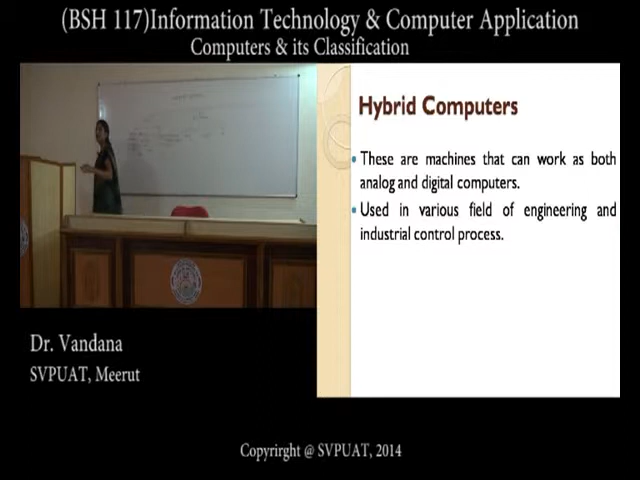 (BSH 117)Information Technology & Computer Application
Computers & its Classification
Hybrid Computers
These are machines that can work as both
analog and digital computers.
Used in various field of engineering and
industrial control process.
Dr. Vandana
SVPUAT, Meerut
Copyrirght @ SVPUAT, 2014